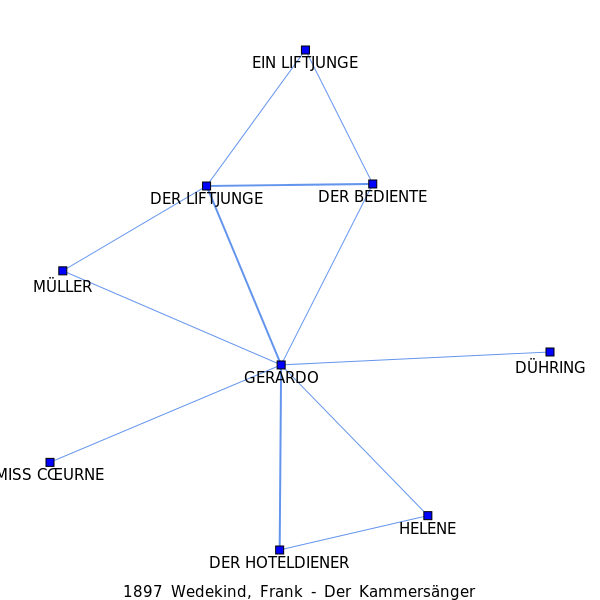 EIN LIFTJUNGE
DER LIFTJUNGE
DER BEDIENTE
MÜLLER
DÜHRING
GERARDO
MISS CŒURNE
HELENE
DER HOTELDIENER
1897 Wedekind, Frank - Der Kammersänger